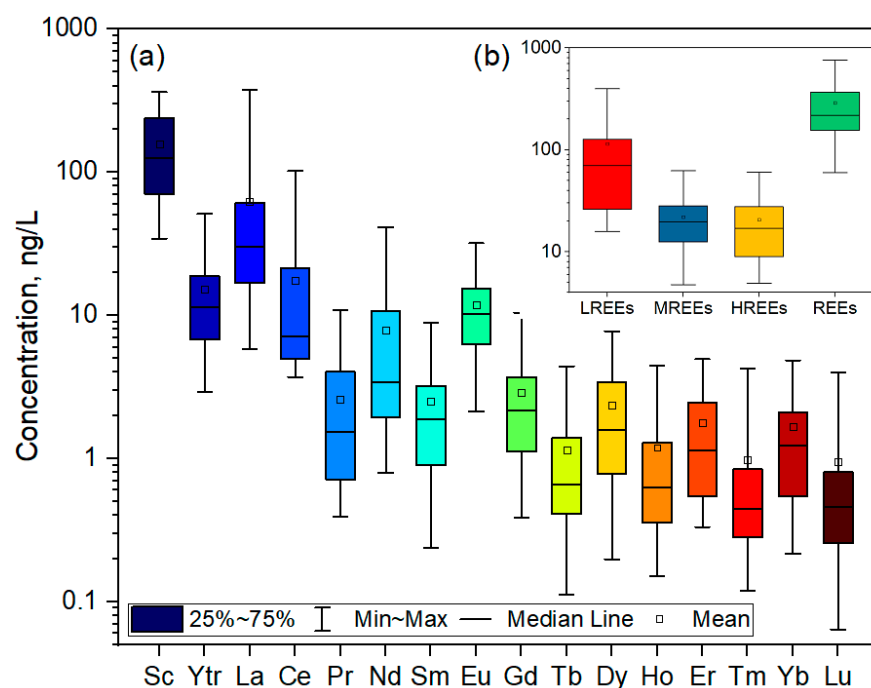 1000
(a)
(b)
1000
100
100
10
LREEs MREEs HREEs REEs
10
1
0.1
Concentration, ng/L
25%~75% Min~Max Median Line Mean
Sc Ytr La Ce Pr Nd Sm Eu Gd Tb Dy Ho Er Tm Yb Lu